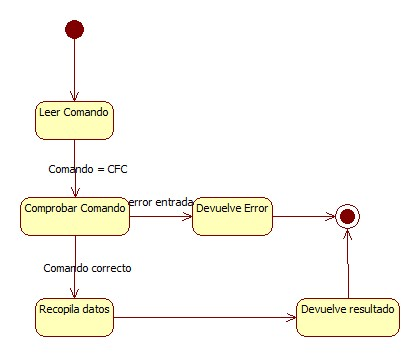 Leer Comando
Comando = CFC
Comprobar Comando
error entrada
Devuelve Error
Comando correcto
Recopila datos
Devuelve resultado